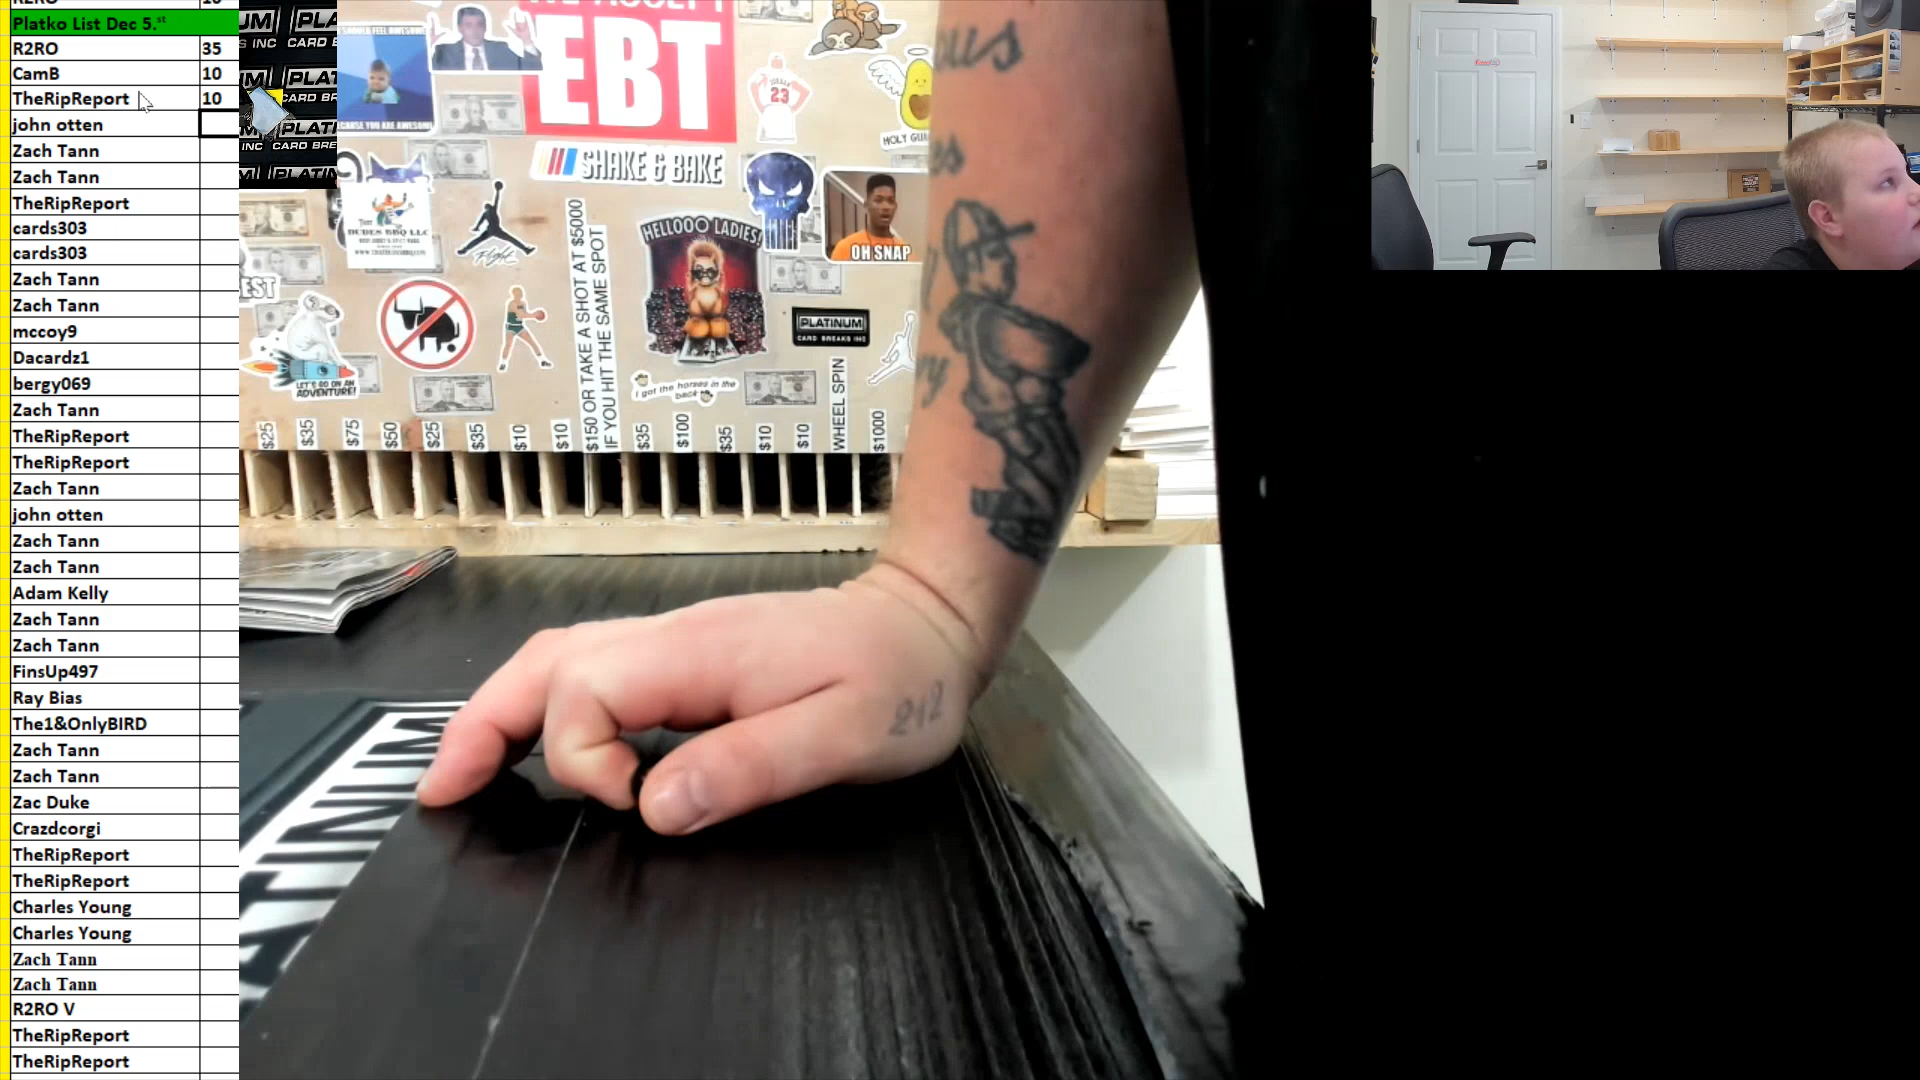 Platko List Dec 5.st
R2RO 35
CamB 10
TheRipReport 10
john otten
Zach Tann
Zach Tann
TheRipReport
cards303
cards303
Zach Tann
Zach Tann
mccoy9
Dacardz1
bergy069
Zach Tann
TheRipReport
TheRipReport
Zach Tann
john otten
Zach Tann
Zach Tann
Adam Kelly
Zach Tann
Zach Tann
FinsUp497
Ray Bias
The1&OnlyBIRD
Zach Tann
Zach Tann
Zac Duke
Crazdcorgi
TheRipReport
TheRipReport
Charles Young
Charles Young
Zach Tann
Zach Tann
R2RO V
TheRipReport
TheRipReport
EBT
23
SHAKE & BAKE
HELLOOO LADIES!
OH SNAP
DUDES BBQ LLC
Flight
PLATINUM
CARD BREAKS INC
LET'S GO ON AN
ADVENTURE!
I got the horses in the
back
$25
$35
$75
$50
$25
$35
$10
$10
$150 OR TAKE A SHOT AT $5000
IF YOU HIT THE SAME SPOT
$35
$100
$35
$10
$10
WHEEL SPIN
$1000
212